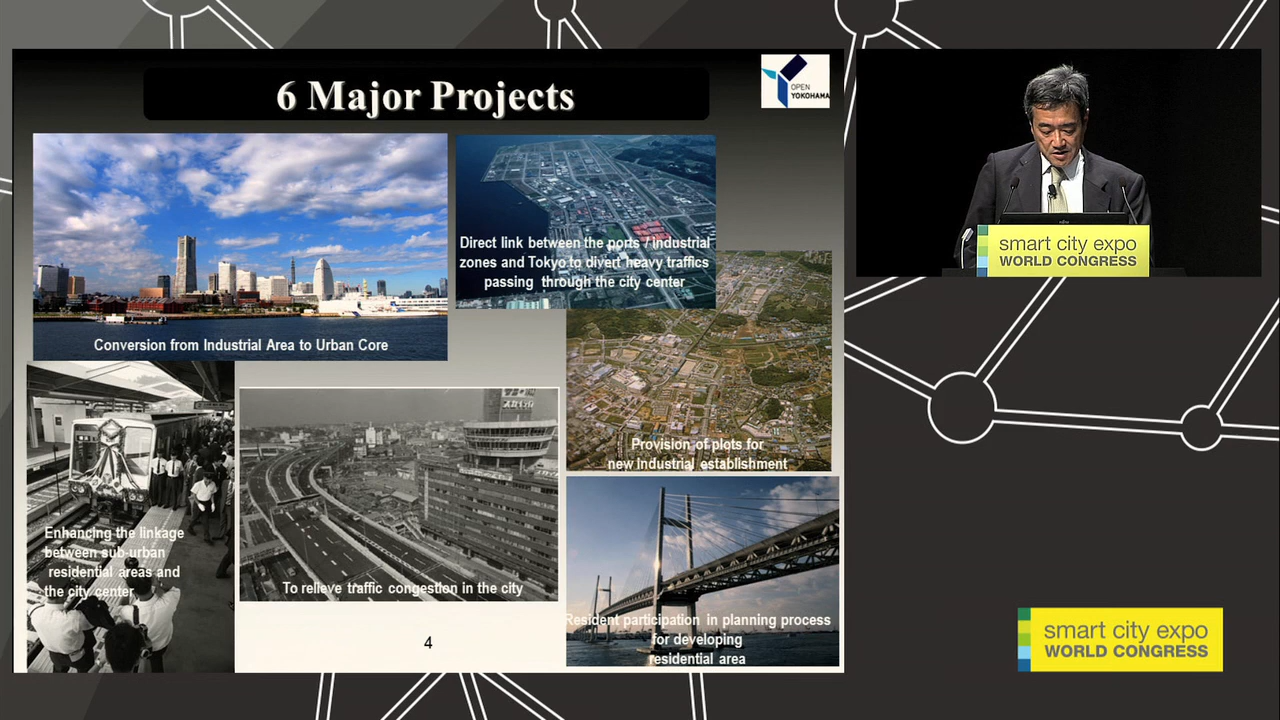 6 Major Projects
OPEN
YOKOHAMA
Conversion from Industrial Area to Urban Core
Direct link between the ports / industrial
zones and Tokyo to divert heavy traffics
passing through the city center
Provision of plots for
new industrial establishment
Enhancing the linkage
between sub-urban
residential areas and
the city center
To relieve traffic congestion in the city
Resident participation in planning process
for developing
residential area
4
smart city expo
WORLD CONGRESS
smart city expo
WORLD CONGRESS